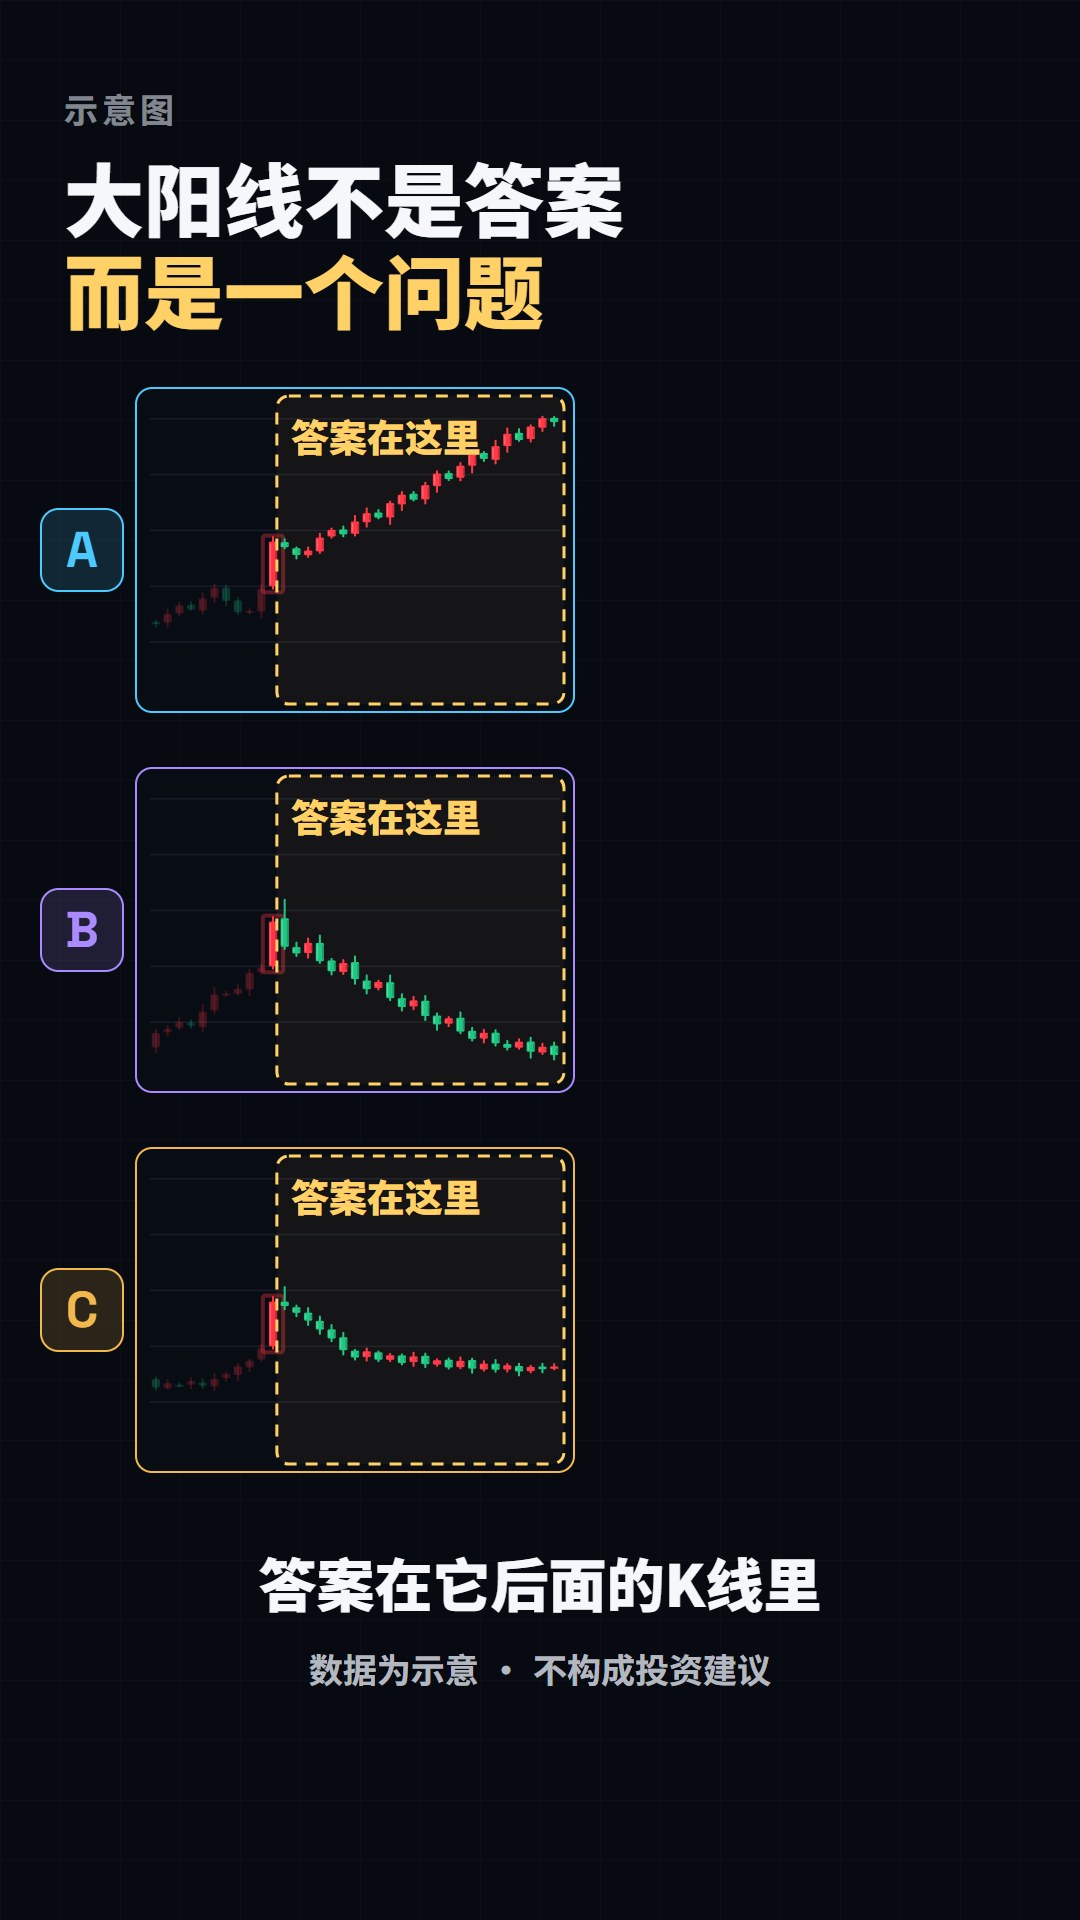 示意图
大阳线不是答案
而是一个问题
答案在这里
A
答案在这里
B
答案在这里
C
答案在它后面的K线里
数据为示意 • 不构成投资建议